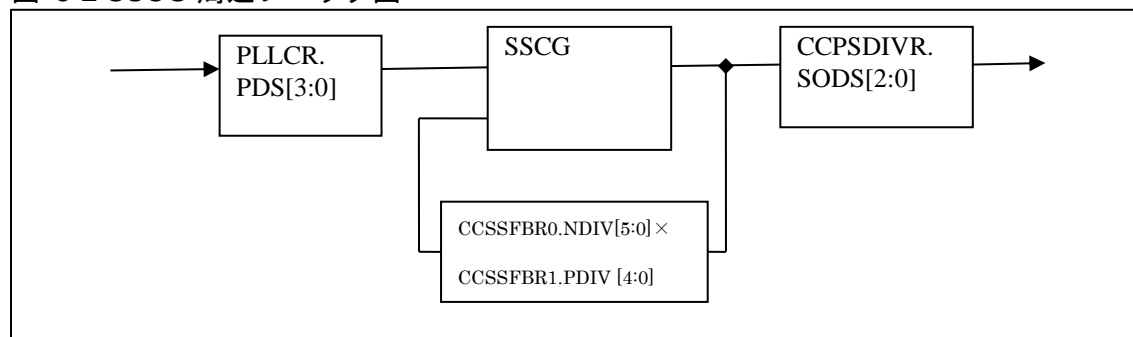 PLLCR.
PDS[3:0]
SSCG
CCPSDIVR.
SODS[2:0]
CCSSFBR0.NDIV[5:0]×
CCSSFBR1.PDIV [4:0]